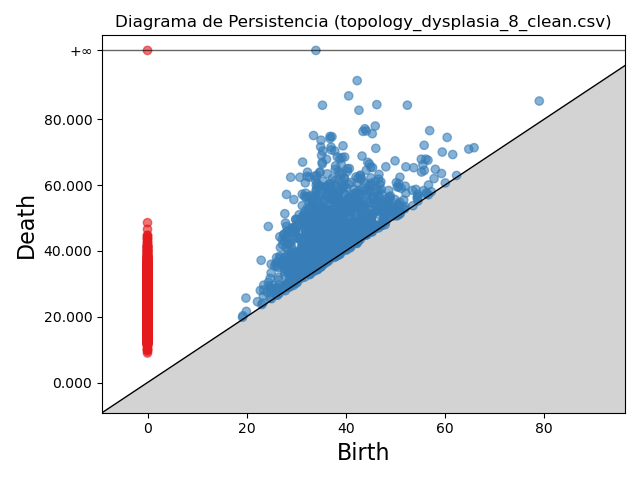 Diagrama de Persistencia (topology_dysplasia_8_clean.csv)
+∞
80.000
60.000
40.000
20.000
0.000
Death
0 20 40 60 80
Birth